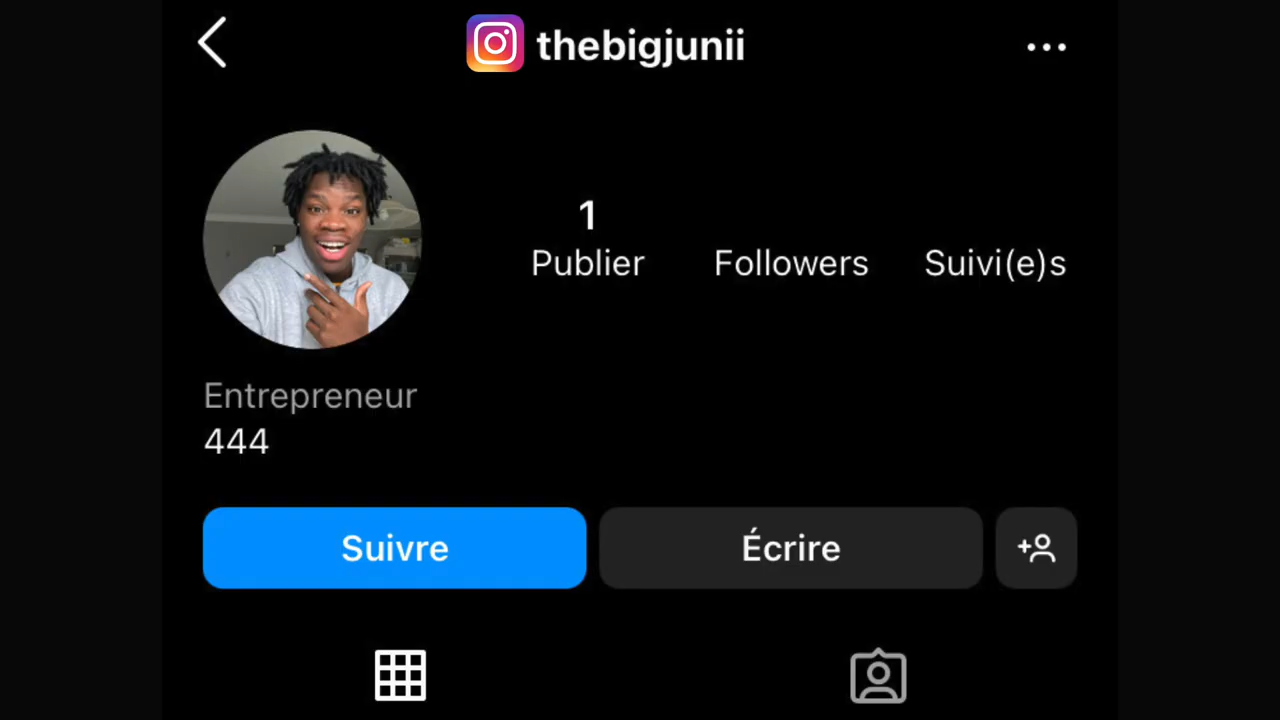 thebigjunii
1
Publier Followers Suivi(e)s
Entrepreneur
444
Suivre Écrire